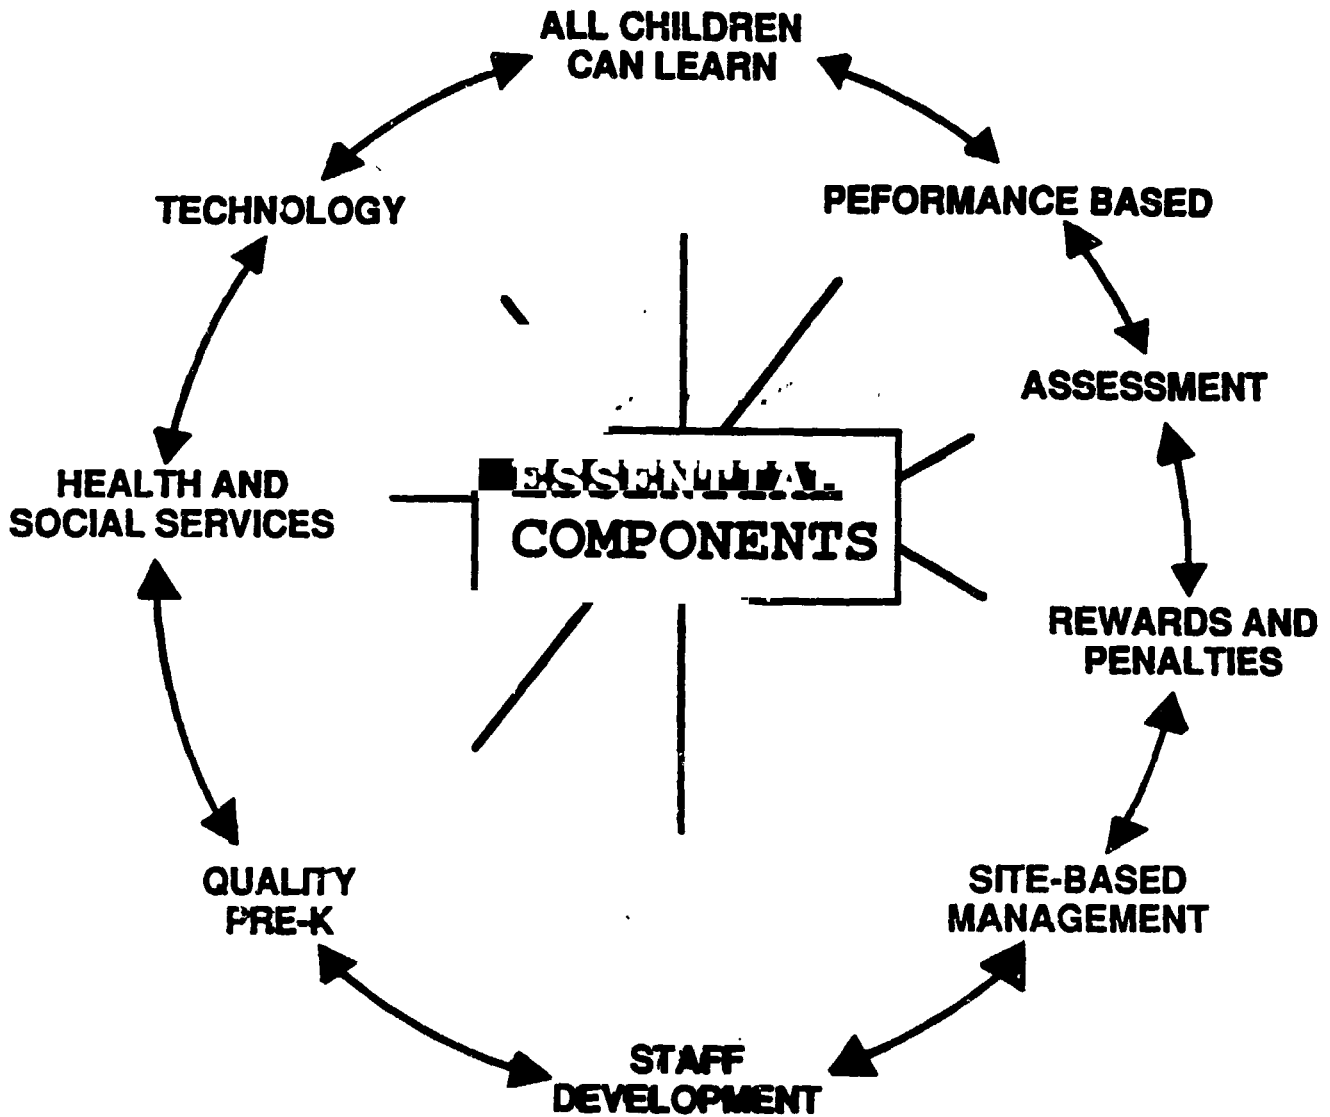 ALL CHILDREN
CAN LEARN
TECHNOLOGY
PEFORMANCE BASED
ASSESSMENT
HEALTH AND
SOCIAL SERVICES
ESSENTIAL
COMPONENTS
REWARDS AND
PENALTIES
QUALITY
PRE-K
SITE-BASED
MANAGEMENT
STAFF
DEVELOPMENT